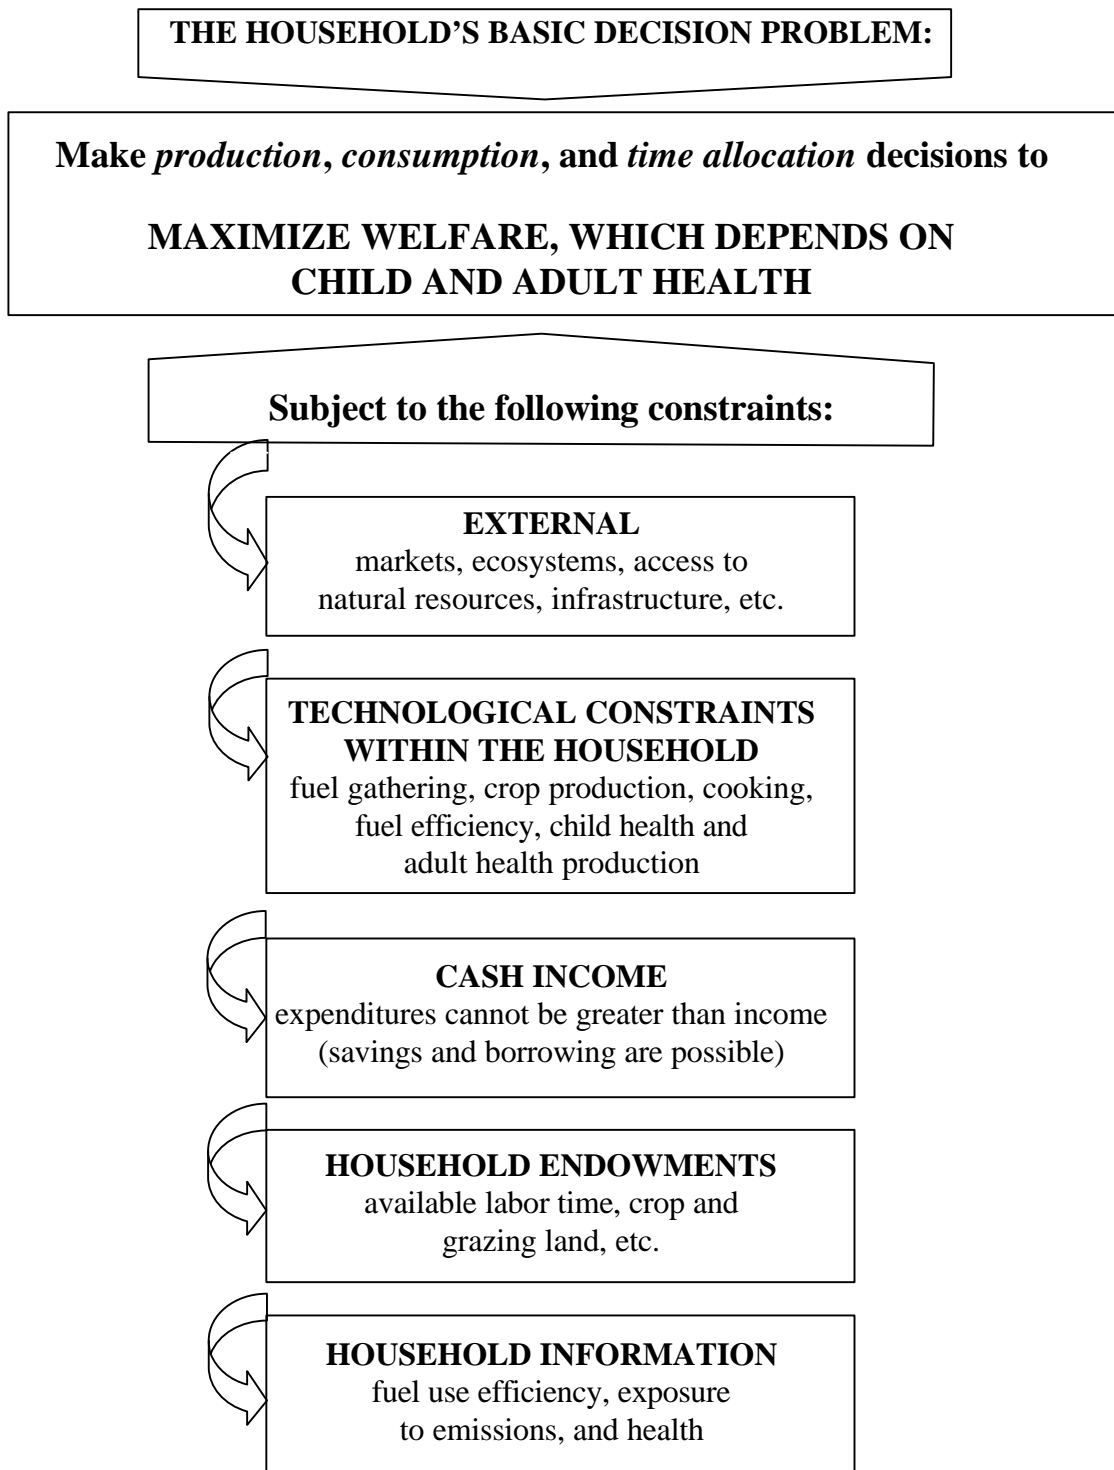 THE HOUSEHOLD'S BASIC DECISION PROBLEM:
Make production, consumption, and time allocation decisions to
MAXIMIZE WELFARE, WHICH DEPENDS ON
CHILD AND ADULT HEALTH
Subject to the following constraints:
EXTERNAL
markets, ecosystems, access to
natural resources, infrastructure, etc.
TECHNOLOGICAL CONSTRAINTS
WITHIN THE HOUSEHOLD
fuel gathering, crop production, cooking,
fuel efficiency, child health and
adult health production
CASH INCOME
expenditures cannot be greater than income
(savings and borrowing are possible)
HOUSEHOLD ENDOWMENTS
available labor time, crop and
grazing land, etc.
HOUSEHOLD INFORMATION
fuel use efficiency, exposure
to emissions, and health